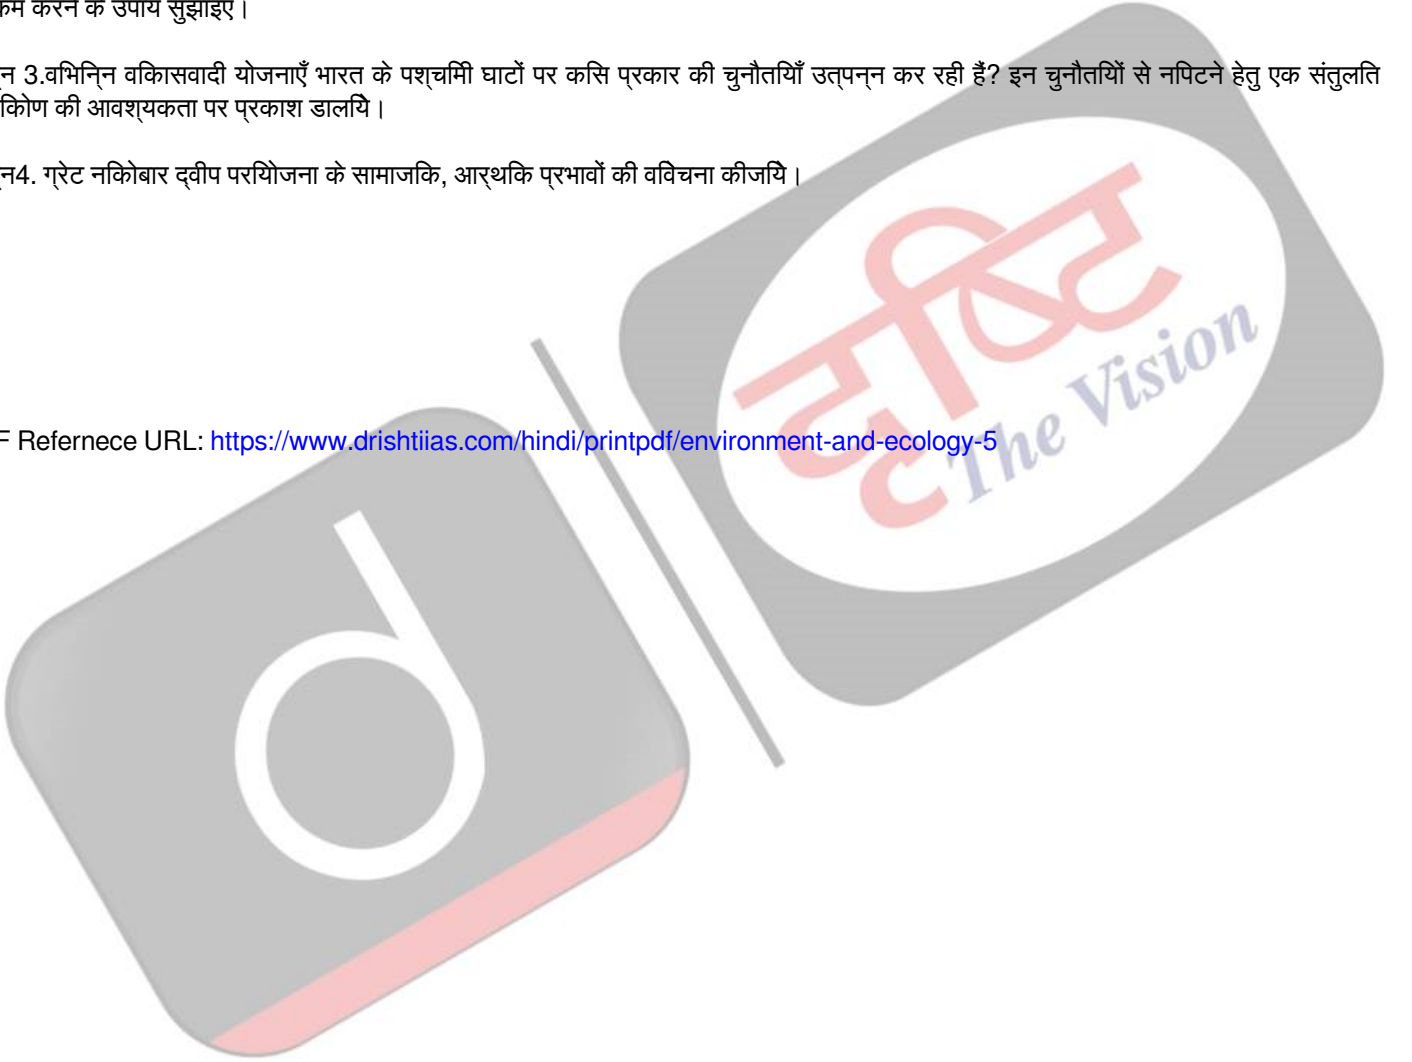 कम करने के उपाय सुझाइए।
न 3.वभिनि्न वकिासवादी योजनाएँ भारत के पश्चमिी घाटों पर कसि प्रकार की चुनौतयिाँ उत्पन्न कर रही हैं? इन चुनौतयिों से नपिटने हेतु एक संतुलति
किोण की आवश्यकता पर प्रकाश डालयिे।
न4. ग्रेट नकिोबार द्वीप परयिोजना के सामाजकि, आर्थकि प्रभावों की वविेचना कीजयिे।
दृष्टि
The Vision
F Refernece URL: https://www.drishtiias.com/hindi/printpdf/environment-and-ecology-5
d